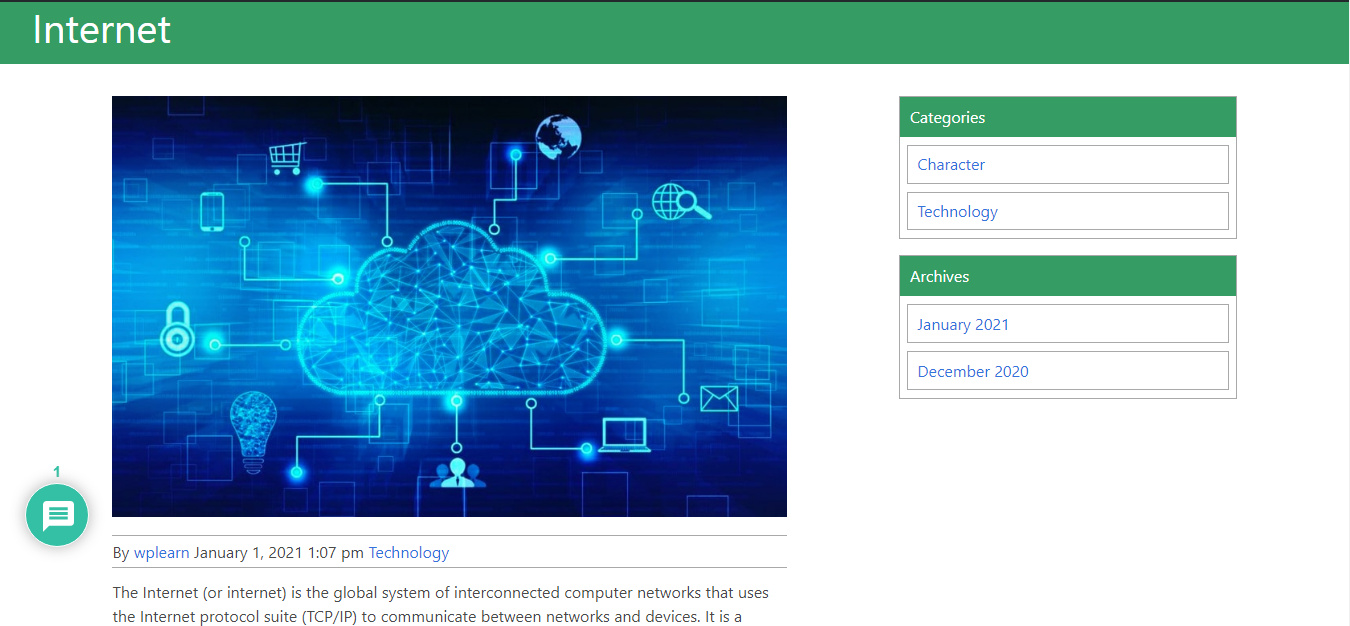 Internet
Categories
Character
Technology
Archives
January 2021
December 2020
1
By wplearn January 1, 2021 1:07 pm Technology
The Internet (or internet) is the global system of interconnected computer networks that uses
the Internet protocol suite (TCP/IP) to communicate between networks and devices. It is a